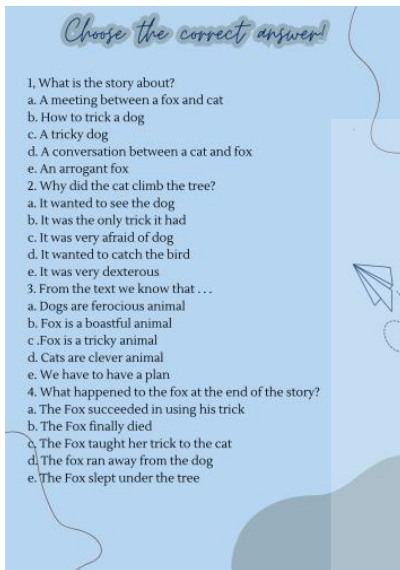 Choose the correct answer!
1, What is the story about?
a. A meeting between a fox and cat
b. How to trick a dog
c. A tricky dog
d. A conversation between a cat and fox
e. An arrogant fox
2. Why did the cat climb the tree?
a. It wanted to see the dog
b. It was the only trick it had
c. It was very afraid of dog
d. It wanted to catch the bird
e. It was very dexterous
3. From the text we know that . . .
a. Dogs are ferocious animal
b. Fox is a boastful animal
c .Fox is a tricky animal
d. Cats are clever animal
e. We have to have a plan
4. What happened to the fox at the end of the story?
a. The Fox succeeded in using his trick
b. The Fox finally died
c. The Fox taught her trick to the cat
d. The fox ran away from the dog
e. The Fox slept under the tree